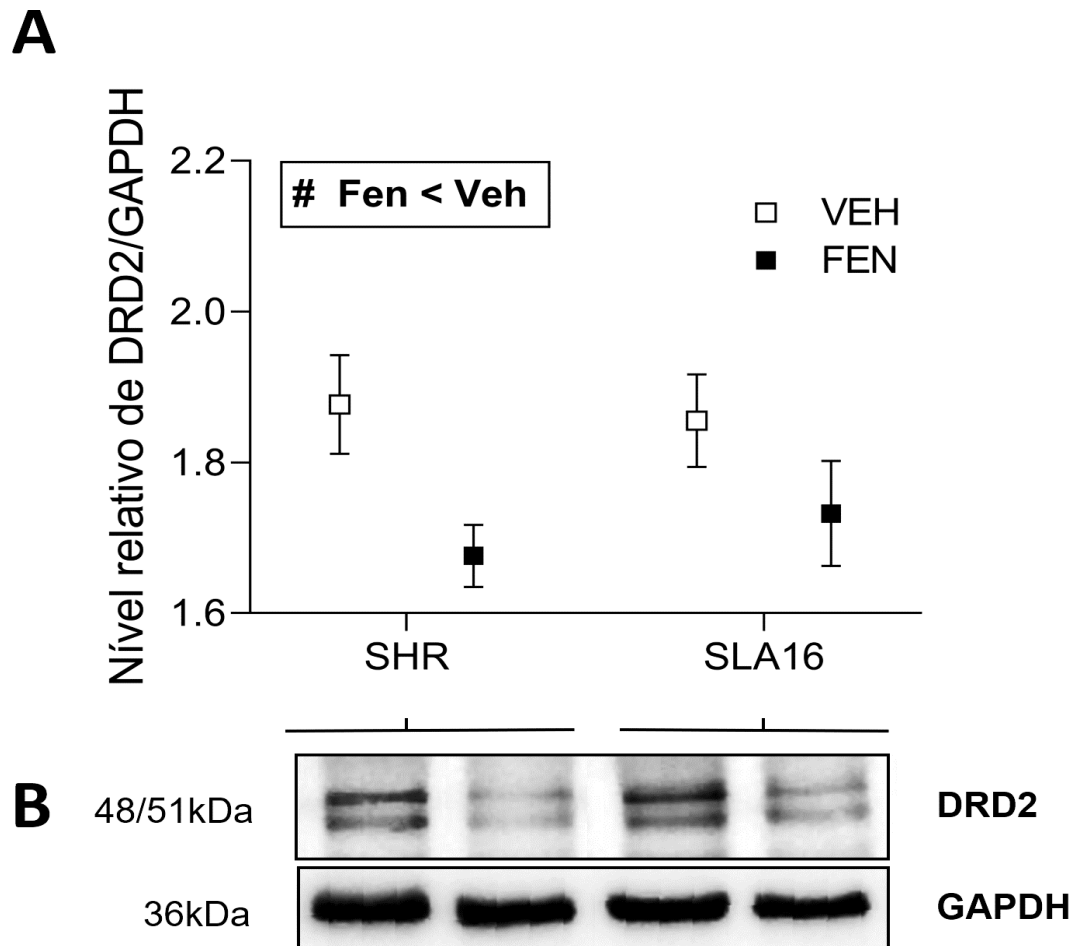 A
Nível relativo de DRD2/GAPDH
2.2
2.0
1.8
1.6
# Fen < Veh
VEH
FEN
SHR
SLA16
B
48/51kDa
DRD2
36kDa
GAPDH